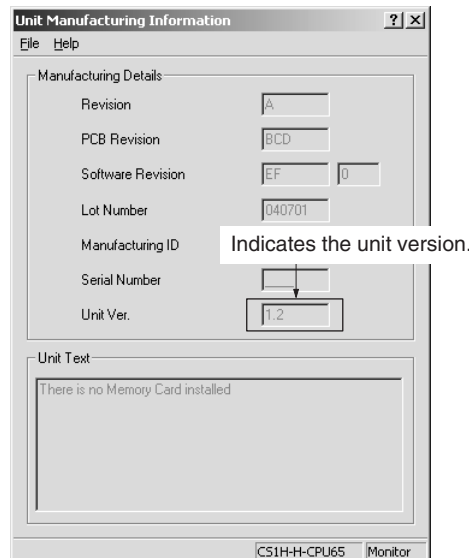 Unit Manufacturing Information
File Help
Manufacturing Details
Revision A
PCB Revision BCD
Software Revision EF 0
Lot Number 040701
Manufacturing ID
Indicates the unit version.
Serial Number
Unit Ver. 1.2
Unit Text
There is no Memory Card installed
CS1H-H-CPU65 Monitor